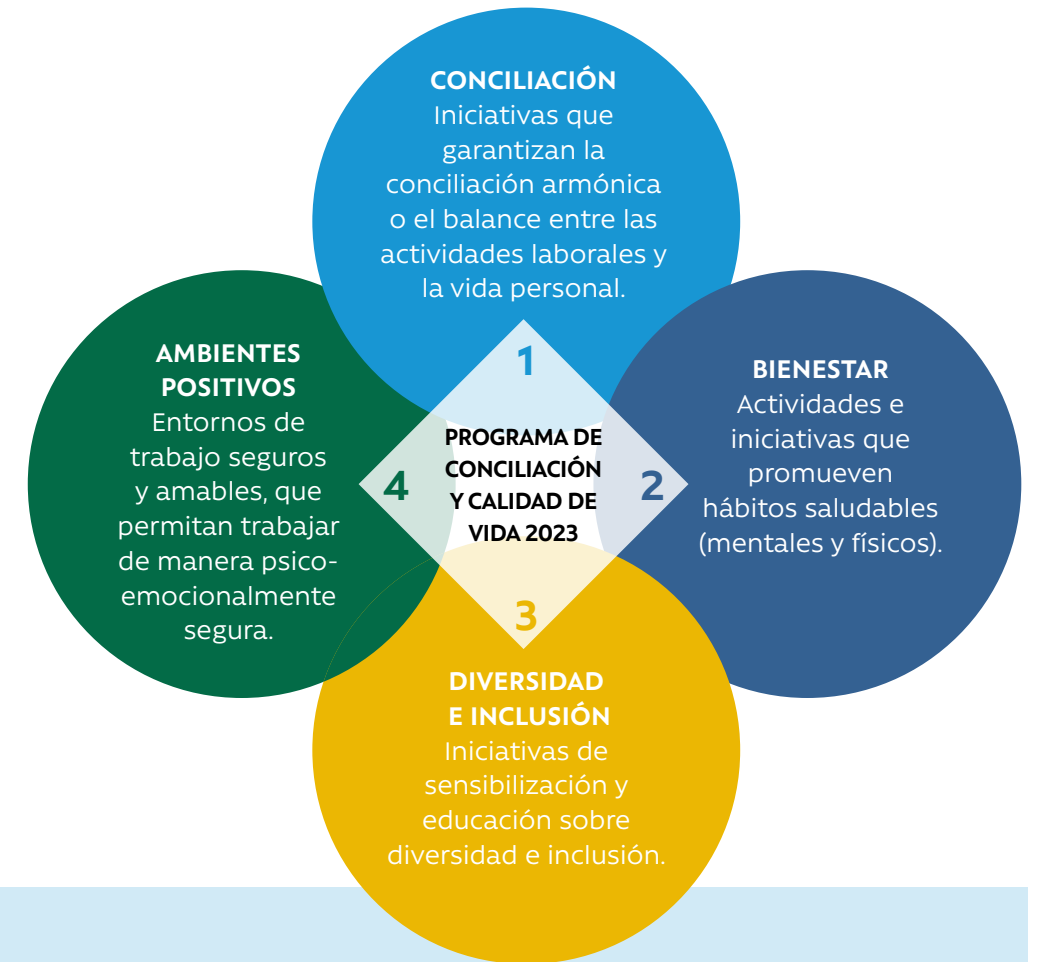 CONCILIACIÓN
Iniciativas que
garantizan la
conciliación armónica
o el balance entre las
actividades laborales y
la vida personal.
1
PROGRAMA DE
CONCILIACIÓN
Y CALIDAD DE
VIDA 2023
2
BIENESTAR
Actividades e
iniciativas que
promueven
hábitos saludables
(mentales y físicos).
3
DIVERSIDAD
E INCLUSIÓN
Iniciativas de
sensibilización y
educación sobre
diversidad e inclusión.
4
AMBIENTES
POSITIVOS
Entornos de
trabajo seguros
y amables, que
permitan trabajar
de manera psico-
emocionalmente
segura.